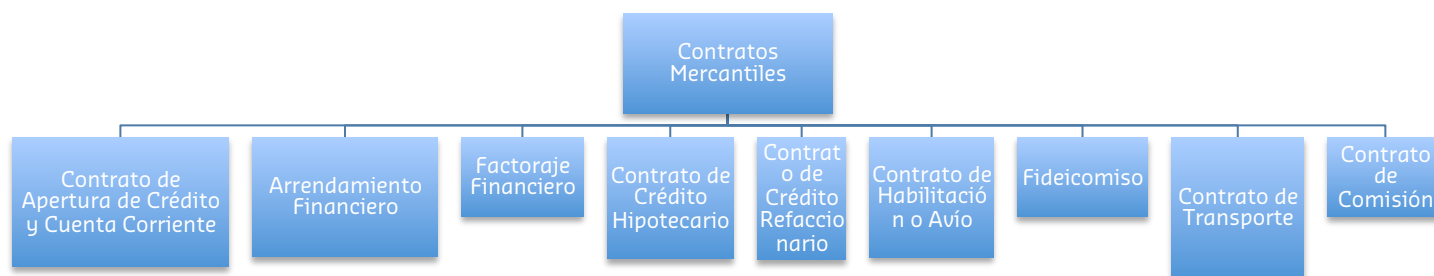 Contratos
Mercantiles
Contrato de
Apertura de Crédito
y Cuenta Corriente
Arrendamiento
Financiero
Factoraje
Financiero
Contrato de
Crédito
Hipotecario
Contrat
o de
Crédito
Refaccio
nario
Contrato de
Habilitació
n o Avío
Fideicomiso
Contrato de
Transporte
Contrato
de
Comisión